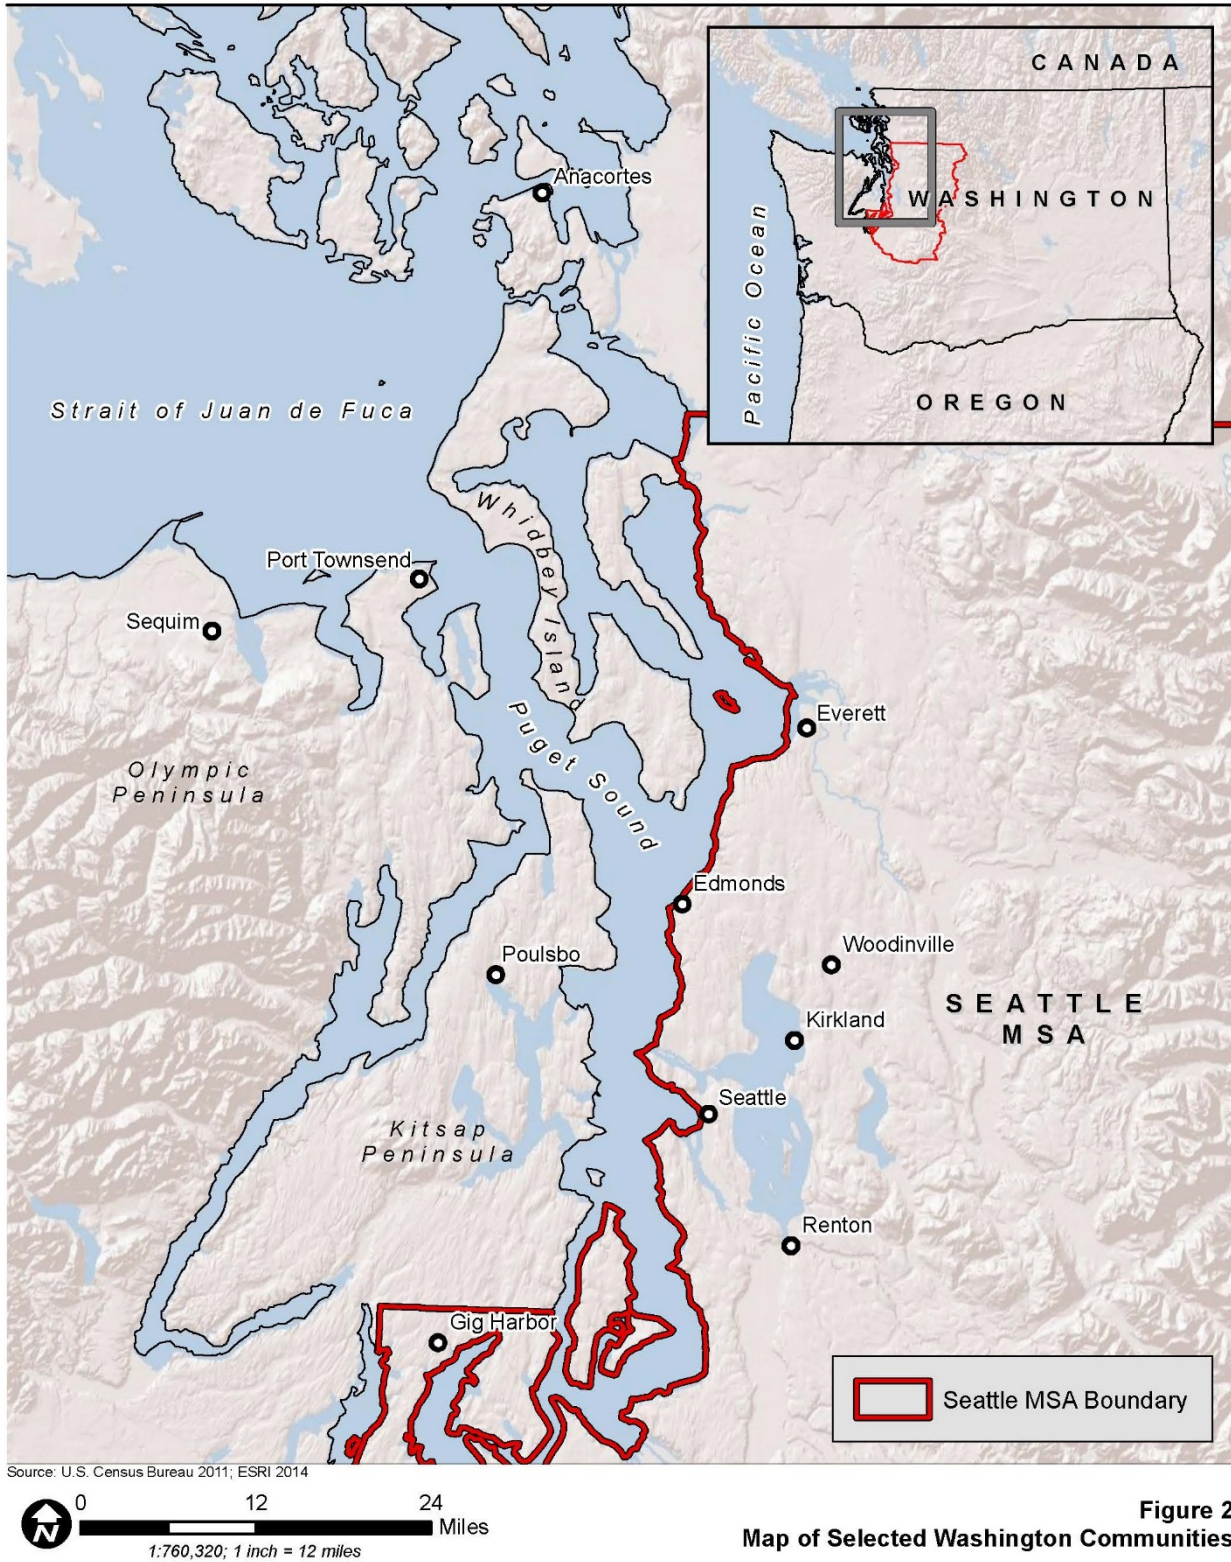 CANADA
WASHINGTON
Pacific Ocean
OREGON
Anacortes
Strait of Juan de Fuca
Whidbey Island
Port Townsend
Sequim
Everett
Puget Sound
Olympic
Peninsula
Edmonds
Woodinville
Poulsbo
SEATTLE
MSA
Kirkland
Seattle
Kitsap
Peninsula
Renton
Gig Harbor
Seattle MSA Boundary
Source: U.S. Census Bureau 2011; ESRI 2014
N
0 12 24
Miles
1:760,320; 1 inch = 12 miles
Figure 2
Map of Selected Washington Communities